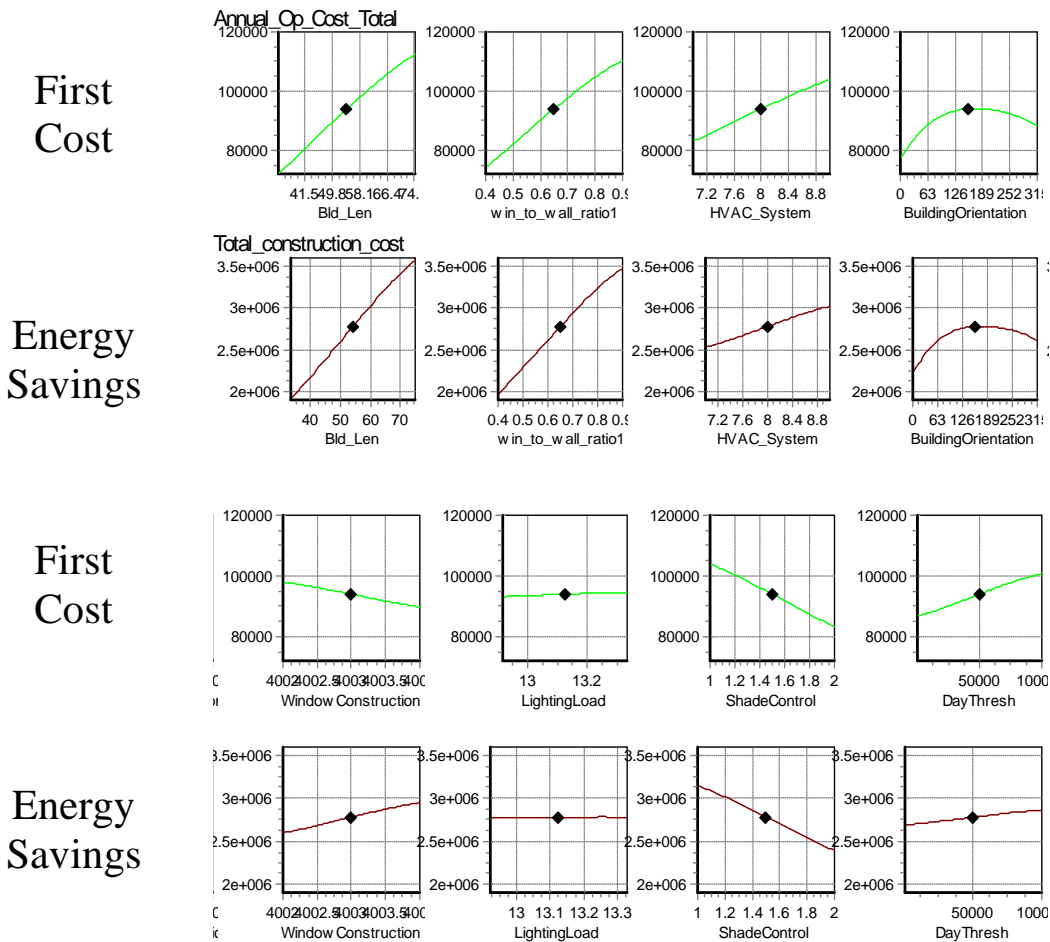 Annual_Op_Cost_Total
First
Cost
120000 120000 120000 120000
100000 100000 100000 100000
80000 80000 80000 80000
41.549.858.166.474. 0.4 0.5 0.6 0.7 0.8 0.9 7.2 7.6 8 8.4 8.8 0 63 126 189 252 315
Bld_Len win_to_wall_ratio1 HVAC_System BuildingOrientation
Total_construction_cost
Energy
Savings
3.5e+006 3.5e+006 3.5e+006 3.5e+006
3e+006 3e+006 3e+006 3e+006
2.5e+006 2.5e+006 2.5e+006 2.5e+006
2e+006 2e+006 2e+006 2e+006
40 50 60 70 0.4 0.5 0.6 0.7 0.8 0.9 7.2 7.6 8 8.4 8.8 0 63 126189252315
Bld_Len win_to_wall_ratio1 HVAC_System BuildingOrientation
First
Cost
120000 120000 120000 120000
100000 100000 100000 100000
80000 80000 80000 80000
4002 4002.5 4003 4003.5 400 13 13.2 1 1.2 1.4 1.6 1.8 2 50000 1000
Window Construction LightingLoad ShadeControl DayThresh
Energy
Savings
3.5e+006 3.5e+006 3.5e+006 3.5e+006
3e+006 3e+006 3e+006 3e+006
2.5e+006 2.5e+006 2.5e+006 2.5e+006
2e+006 2e+006 2e+006 2e+006
4002 4002.5 4003 4003.5 400 13 13.1 13.2 13.3 1 1.2 1.4 1.6 1.8 2 50000 1000
Window Construction LightingLoad ShadeControl DayThresh